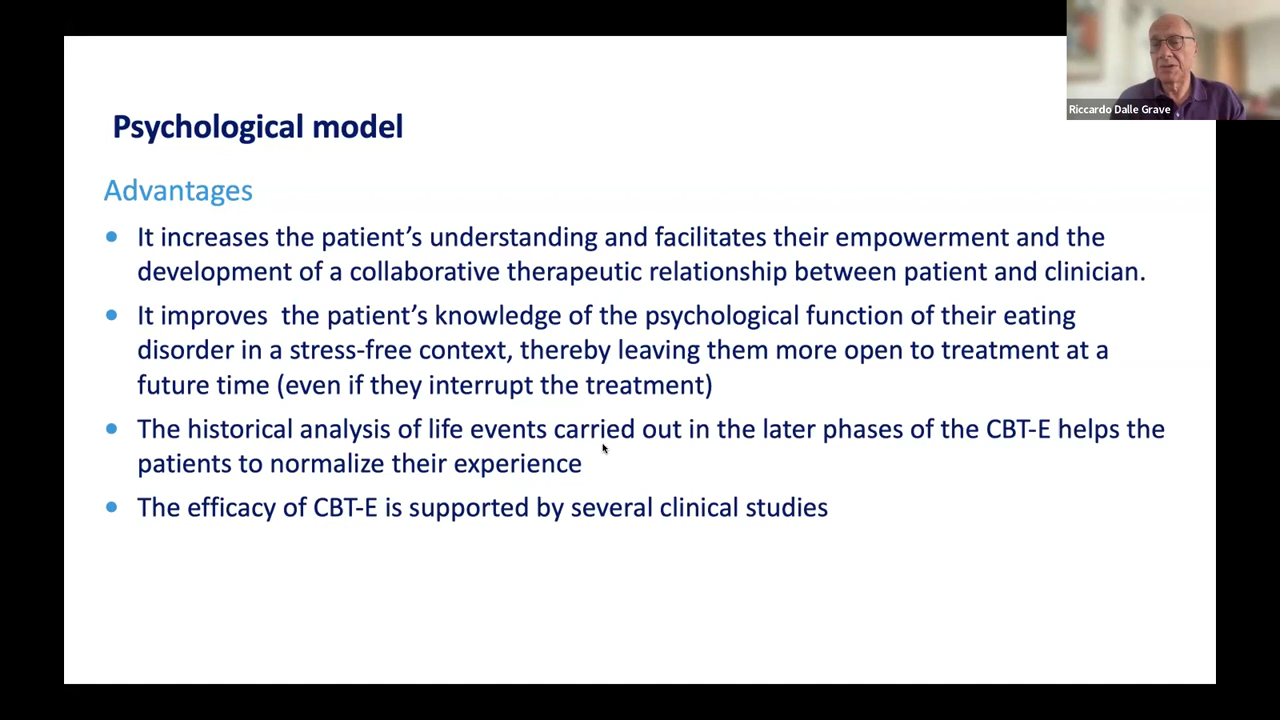 Riccardo Dalle Grave
Psychological model
Advantages
• It increases the patient’s understanding and facilitates their empowerment and the
development of a collaborative therapeutic relationship between patient and clinician.
• It improves  the patient’s knowledge of the psychological function of their eating
disorder in a stress-free context, thereby leaving them more open to treatment at a
future time (even if they interrupt the treatment)
• The historical analysis of life events carried out in the later phases of the CBT-E helps the
patients to normalize their experience
• The efficacy of CBT-E is supported by several clinical studies